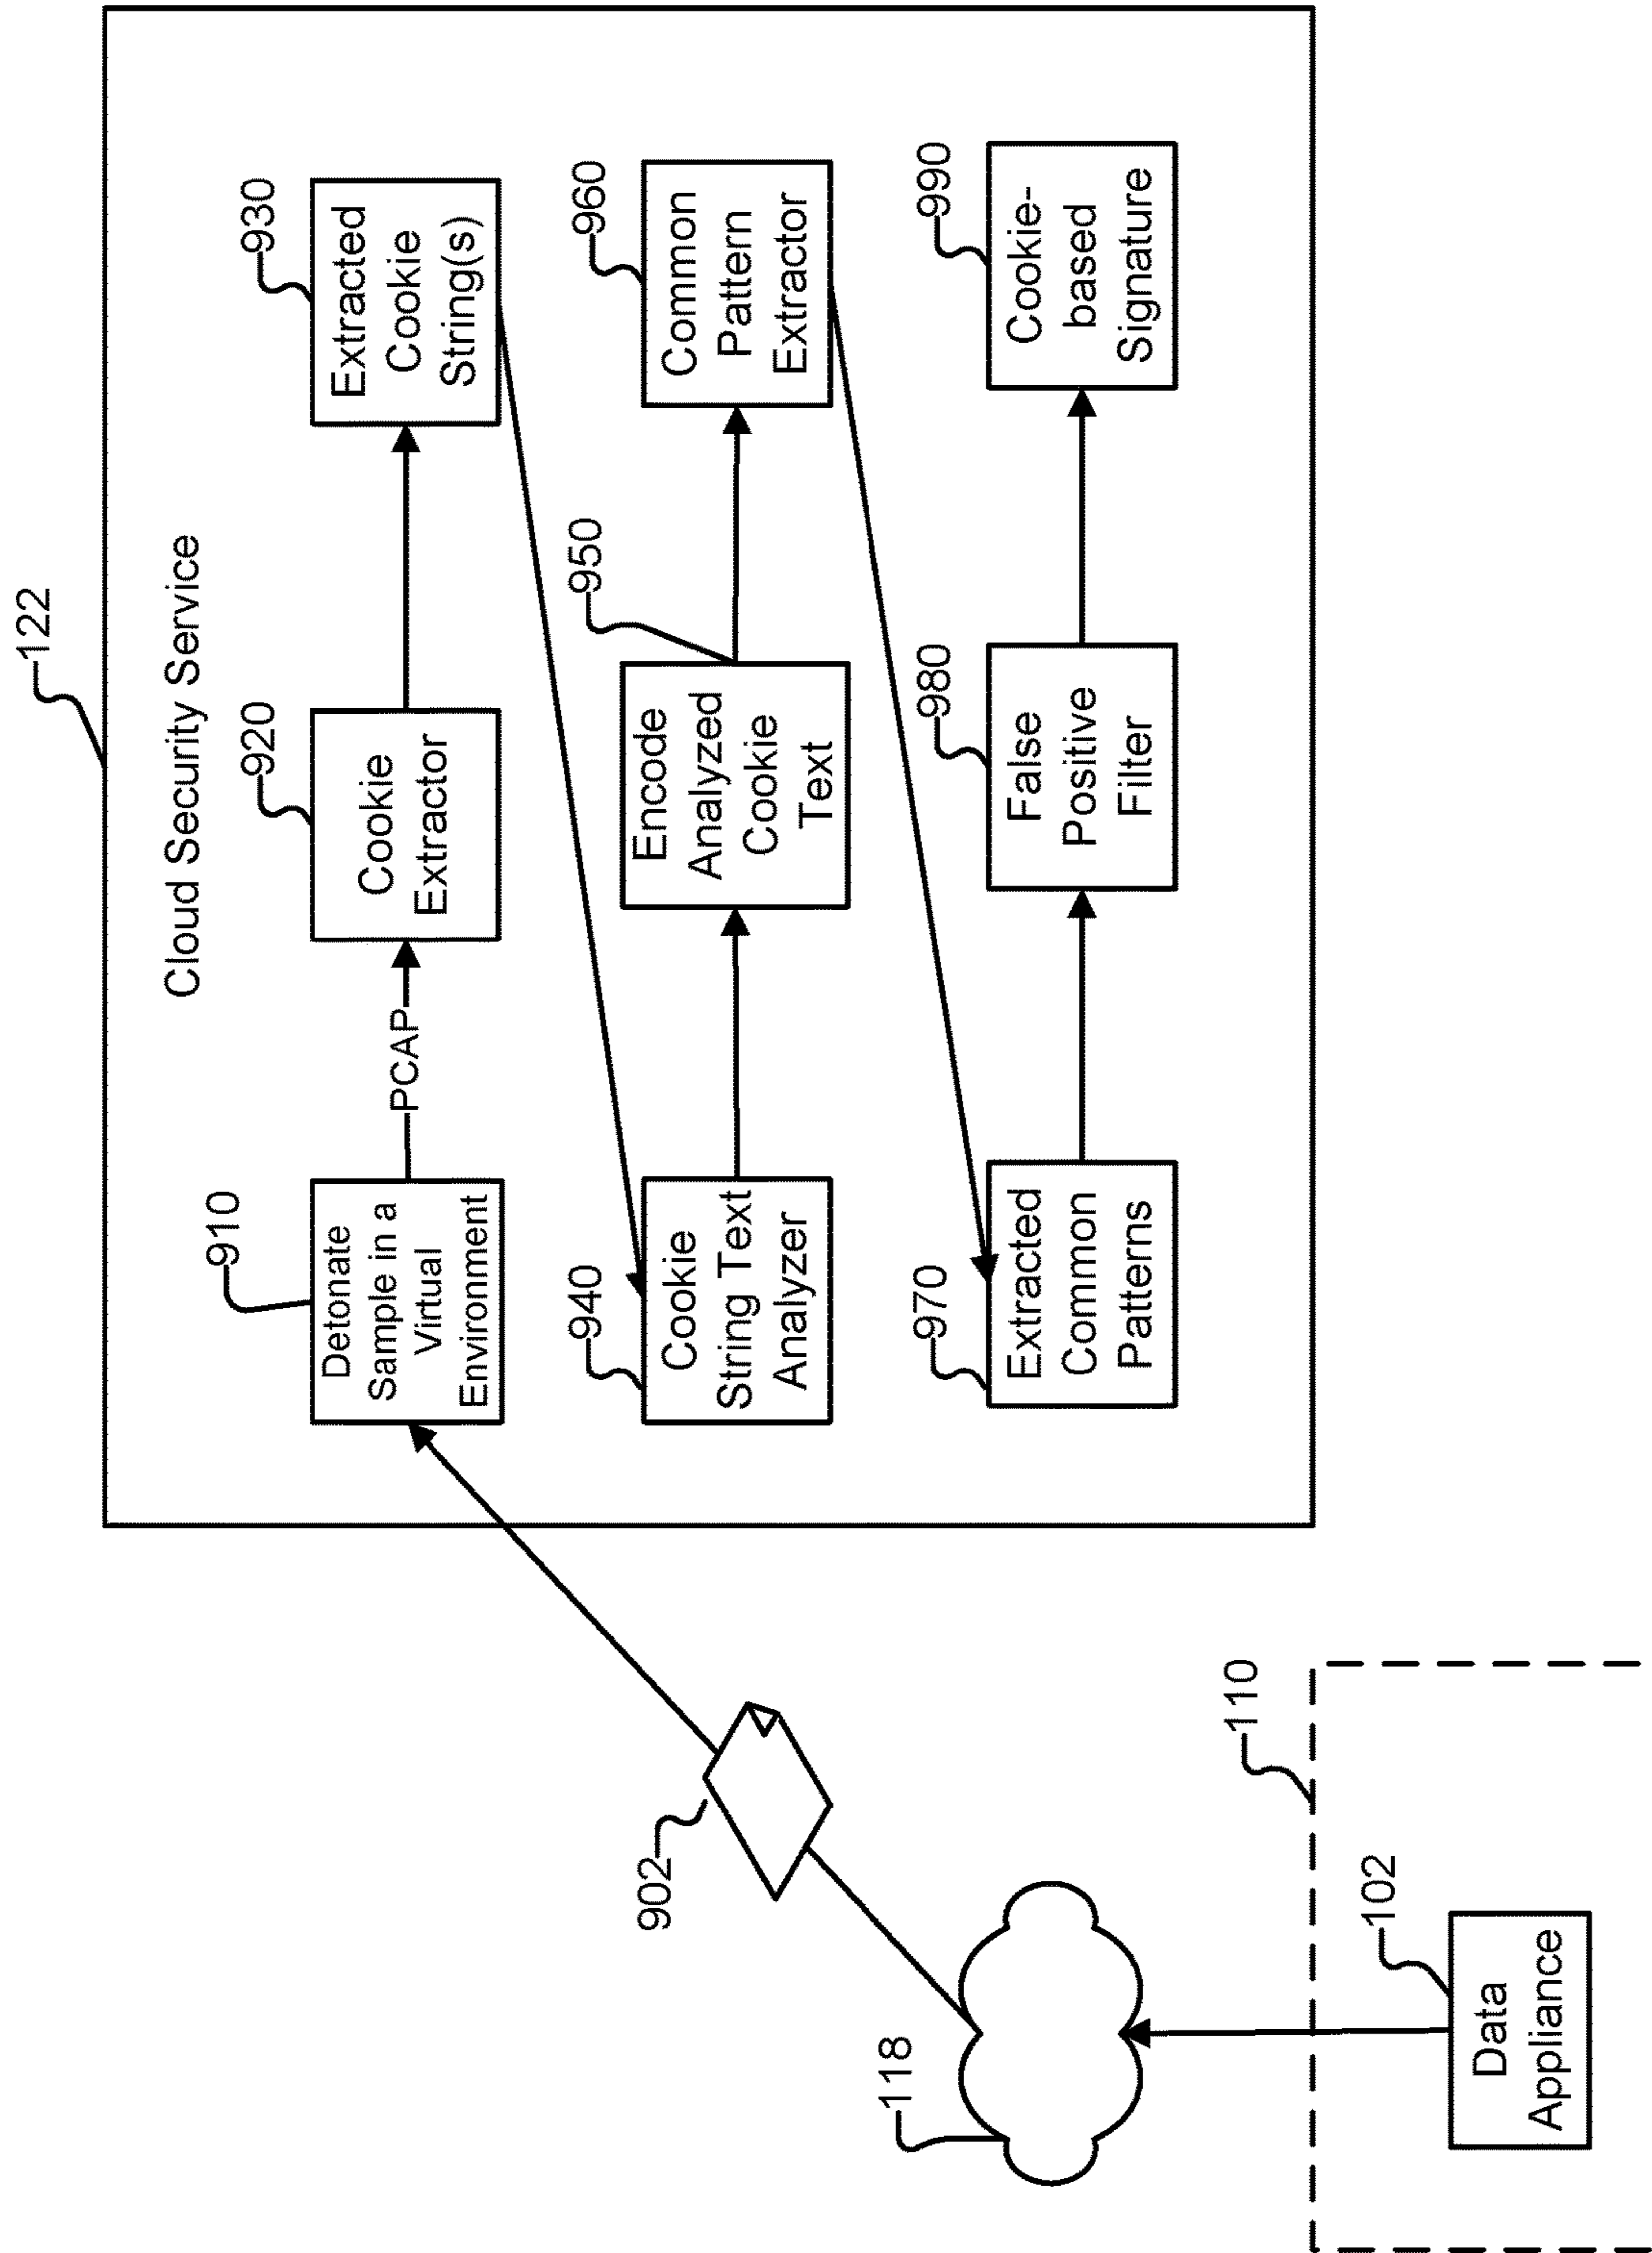 122
Cloud Security Service
910
Detonate
Sample in a
Virtual
Environment
PCAP
920
Cookie
Extractor
930
Extracted
Cookie
String(s)
940
Cookie
String Text
Analyzer
950
Encode
Analyzed
Cookie
Text
960
Common
Pattern
Extractor
970
Extracted
Common
Patterns
980
False
Positive
Filter
990
Cookie-
based
Signature
902
118
110
102
Data
Appliance